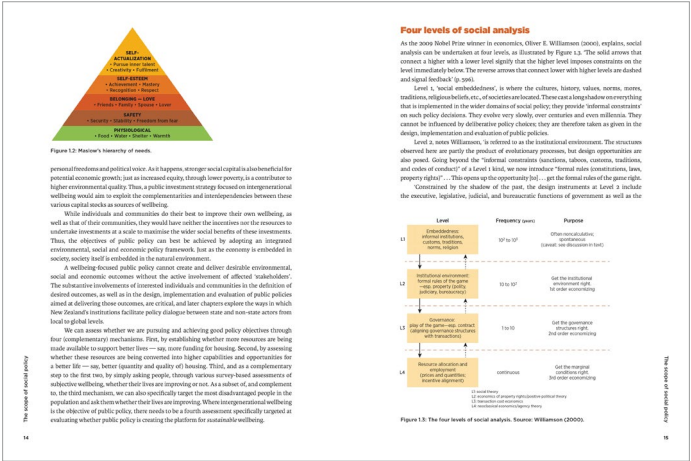 SELF-
ACTUALIZATION
• Pursue Inner Talent
• Creativity • Fulfilment
SELF-ESTEEM
• Achievement • Mastery
• Recognition • Respect
BELONGING — LOVE
• Friends • Family • Spouse • Lover
SAFETY
• Security • Stability • Freedom from fear
PHYSIOLOGICAL
• Food • Water • Shelter • Warmth
Figure 1.2: Maslow's hierarchy of needs.
personal freedoms and political voice. As it happens, stronger social capital is also beneficial for
potential economic growth; just as increased equity, through lower poverty, is a contributor to
higher environmental quality. Thus, a public investment strategy focused on intergenerational
wellbeing would aim to exploit the complementarities and interdependencies between these
various capital stocks as sources of wellbeing.
While individuals and communities do their best to improve their own wellbeing, as
well as that of their communities, they would have neither the incentives nor the resources to
undertake investments at a scale to maximise the wider social benefits of these investments.
Thus, the objectives of public policy can best be achieved by adopting an integrated
environmental, social and economic policy framework. Just as the economy is embedded in
society, society itself is embedded in the natural environment.
A wellbeing-focused public policy cannot create and deliver desirable environmental,
social and economic outcomes without the active involvement of affected 'stakeholders'.
The substantive involvements of interested individuals and communities in the definition of
desired outcomes, as well as in the design, implementation and evaluation of public policies
aimed at delivering those outcomes, are critical, and later chapters explore the ways in which
New Zealand's institutions facilitate policy dialogue between state and non-state actors from
local to global levels.
We can assess whether we are pursuing and achieving good policy objectives through
four (complementary) mechanisms. First, by establishing whether more resources are being
made available to support better lives — say, more funding for housing. Second, by assessing
whether these resources are being converted into higher capabilities and opportunities for
a better life — say, better (quantity and quality of) housing. Third, and as a complementary
step to the first two, by simply asking people, through various survey-based assessments of
subjective wellbeing, whether their lives are improving or not. As a subset of, and complement
to, the third mechanism, we can also specifically target the most disadvantaged people in the
population and ask them whether their lives are improving. Where intergenerational wellbeing
is the objective of public policy, there needs to be a fourth assessment specifically targeted at
evaluating whether public policy is creating the platform for sustainable wellbeing.
The scope of social policy
14
Four levels of social analysis
As the 2009 Nobel Prize winner in economics, Oliver E. Williamson (2000), explains, social
analysis can be undertaken at four levels, as illustrated by Figure 1.3. 'The solid arrows that
connect a higher with a lower level signify that the higher level imposes constraints on the
level immediately below. The reverse arrows that connect lower with higher levels are dashed
and signal feedback' (p. 596).
Level 1, 'social embeddedness', is where the cultures, history, values, norms, mores,
traditions, religious beliefs, etc., of societies are located. These cast a long shadow on everything
that is implemented in the wider domains of social policy; they provide 'informal constraints'
on such policy decisions. They evolve very slowly, over centuries and even millennia. They
cannot be influenced by deliberative policy choices; they are therefore taken as given in the
design, implementation and evaluation of public policies.
Level 2, notes Williamson, 'is referred to as the institutional environment. The structures
observed here are partly the product of evolutionary processes, but design opportunities are
also posed. Going beyond the "informal constraints (sanctions, taboos, customs, traditions,
and codes of conduct)" of a Level 1 kind, we now introduce "formal rules (constitutions, laws,
property rights)" . . . This opens up the opportunity [to] . . . get the formal rules of the game right.
'Constrained by the shadow of the past, the design instruments at Level 2 include
the executive, legislative, judicial, and bureaucratic functions of government as well as the
Level Frequency (years) Purpose
L1
Embeddedness:
informal institutions,
customs, traditions,
norms, religion
10² to 10³
Often noncalculative;
spontaneous
(caveat: see discussion in text)
L2
Institutional environment:
formal rules of the game
—esp. property (polity,
judiciary, bureaucracy)
10 to 10²
Get the institutional
environment right.
1st order economizing
L3
Governance:
play of the game—esp. contract
(aligning governance structures
with transactions)
1 to 10
Get the governance
structures right.
2nd order economizing
L4
Resource allocation and
employment
(prices and quantities;
incentive alignment)
continuous
Get the marginal
conditions right.
3rd order economizing
L1: social theory
L2: economics of property rights/positive political theory
L3: transaction cost economics
L4: neoclassical economics/agency theory
Figure 1.3: The four levels of social analysis. Source: Williamson (2000).
The scope of social policy
15